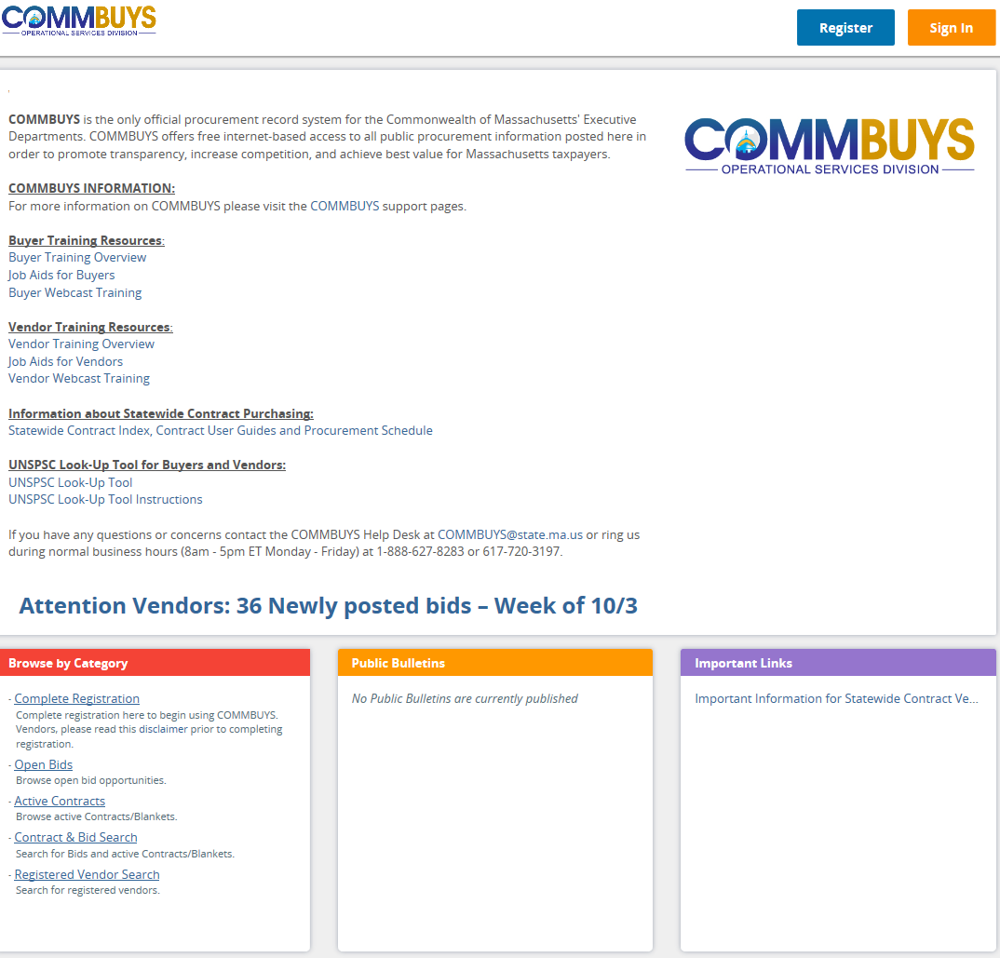 COMMBUYS
OPERATIONAL SERVICES DIVISION
Register
Sign In
,
COMMBUYS is the only official procurement record system for the Commonwealth of Massachusetts' Executive
Departments. COMMBUYS offers free internet-based access to all public procurement information posted here in
order to promote transparency, increase competition, and achieve best value for Massachusetts taxpayers.
COMMBUYS
OPERATIONAL SERVICES DIVISION
COMMBUYS INFORMATION:
For more information on COMMBUYS please visit the COMMBUYS support pages.
Buyer Training Resources:
Buyer Training Overview
Job Aids for Buyers
Buyer Webcast Training
Vendor Training Resources:
Vendor Training Overview
Job Aids for Vendors
Vendor Webcast Training
Information about Statewide Contract Purchasing:
Statewide Contract Index, Contract User Guides and Procurement Schedule
UNSPSC Look-Up Tool for Buyers and Vendors:
UNSPSC Look-Up Tool
UNSPSC Look-Up Tool Instructions
If you have any questions or concerns contact the COMMBUYS Help Desk at COMMBUYS@state.ma.us or ring us
during normal business hours (8am - 5pm ET Monday - Friday) at 1-888-627-8283 or 617-720-3197.
Attention Vendors: 36 Newly posted bids – Week of 10/3
Browse by Category
- Complete Registration
Complete registration here to begin using COMMBUYS.
Vendors, please read this disclaimer prior to completing
registration.
- Open Bids
Browse open bid opportunities.
- Active Contracts
Browse active Contracts/Blankets.
- Contract & Bid Search
Search for Bids and active Contracts/Blankets.
- Registered Vendor Search
Search for registered vendors.
Public Bulletins
No Public Bulletins are currently published
Important Links
Important Information for Statewide Contract Ve...